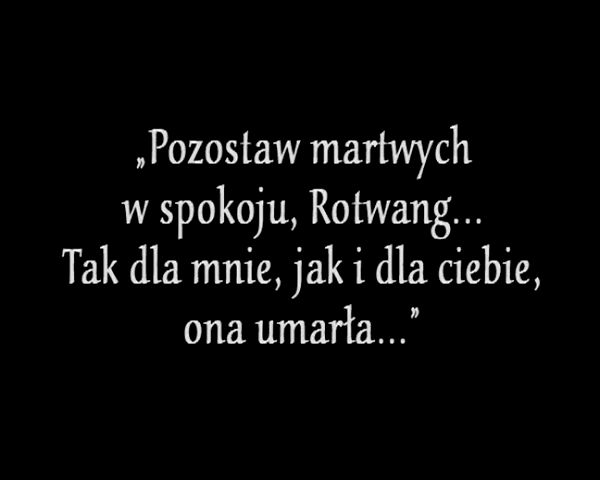 „Pozostaw martwych
w spokoju, Rotwang...
Tak dla mnie, jak i dla ciebie,
ona umarła...”